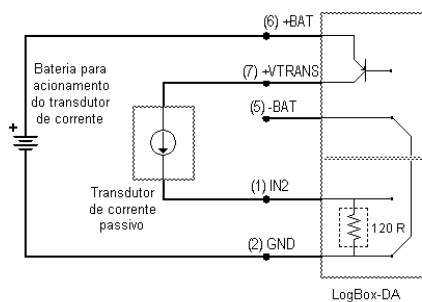 (6) +BAT
Bateria para
acionamento
do transdutor
de corrente
(7) +VTRANS
(5) -BAT
+
Transdutor
de corrente
passivo
(1) IN2
120 R
(2) GND
LogBox-DA